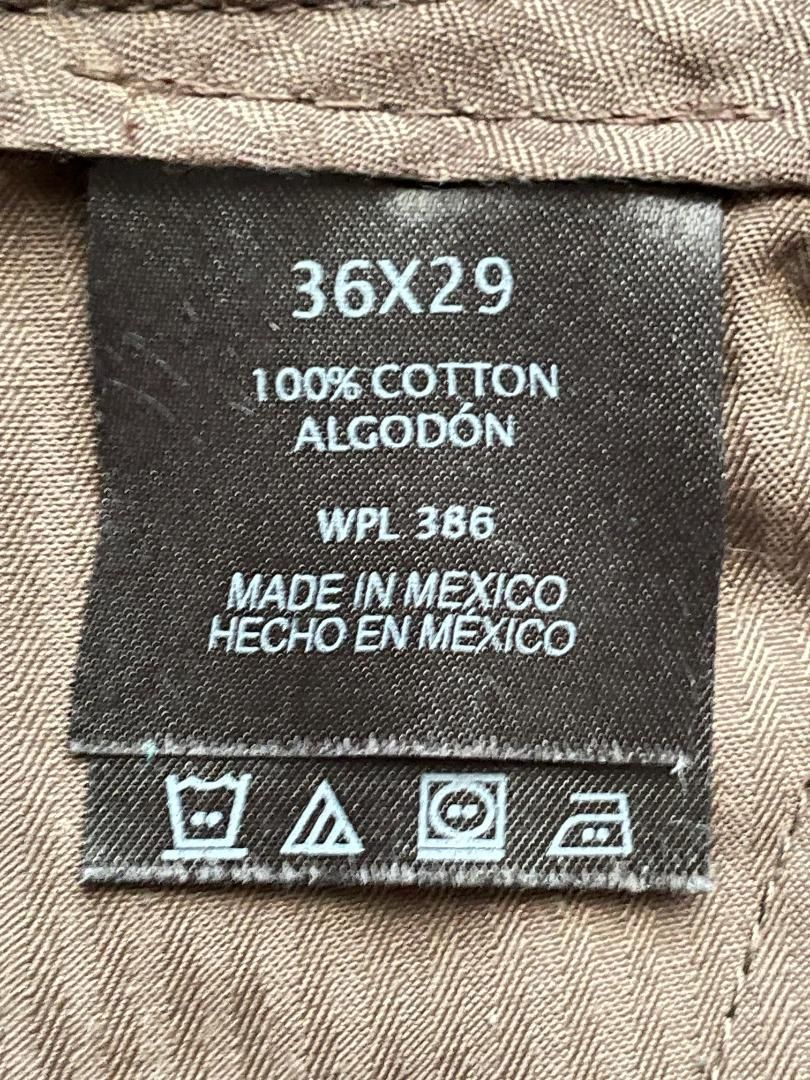 36X29
100% COTTON
ALGODÓN
WPL 386
MADE IN MEXICO
HECHO EN MÉXICO